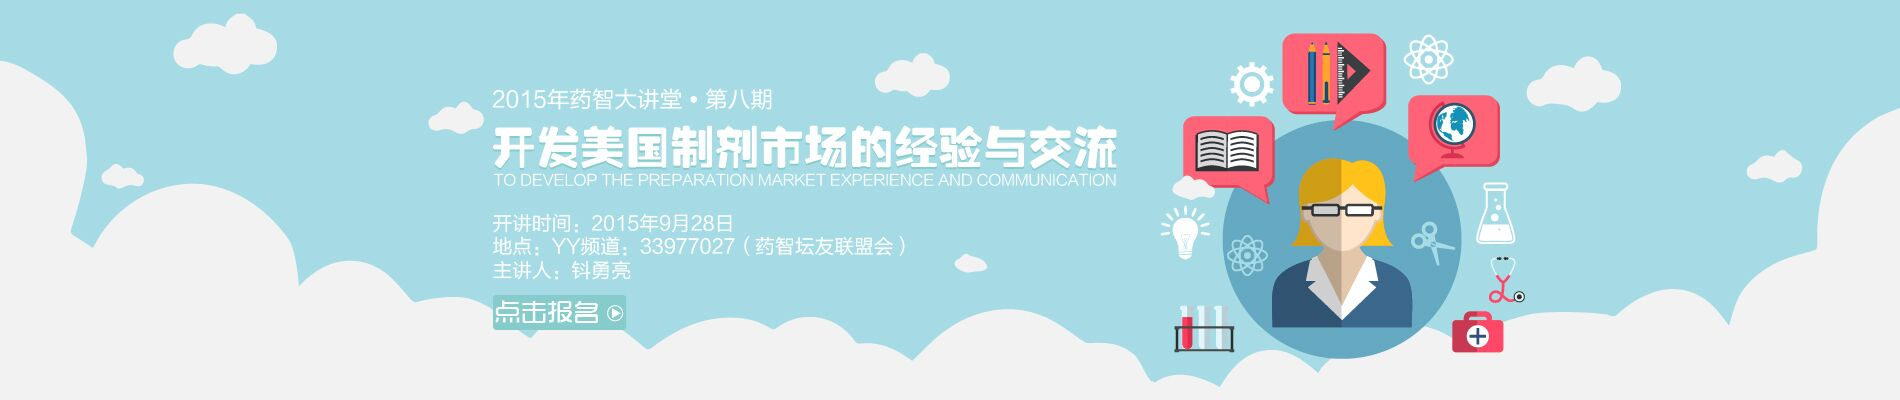 2015年药智大讲堂•第八期
开发美国制剂市场的经验与交流
TO DEVELOP THE PREPARATION MARKET EXPERIENCE AND COMMUNICATION
开讲时间：2015年9月28日
地点：YY频道：33977027（药智坛友联盟会）
主讲人：钭勇亮
点击报名